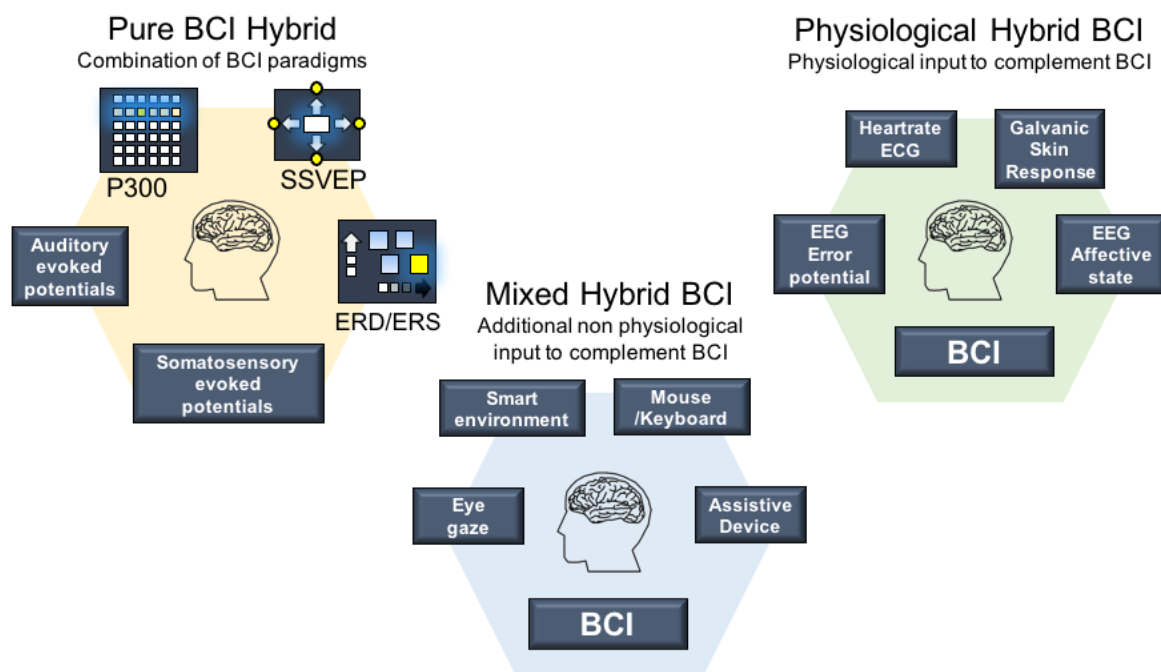 Pure BCI Hybrid
Combination of BCI paradigms
P300
SSVEP
Auditory
evoked
potentials
ERD/ERS
Somatosensory
evoked
potentials
Mixed Hybrid BCI
Additional non physiological
input to complement BCI
Smart
environment
Mouse
/Keyboard
Eye
gaze
Assistive
Device
BCI
Physiological Hybrid BCI
Physiological input to complement BCI
Heartrate
ECG
Galvanic
Skin
Response
EEG
Error
potential
EEG
Affective
state
BCI